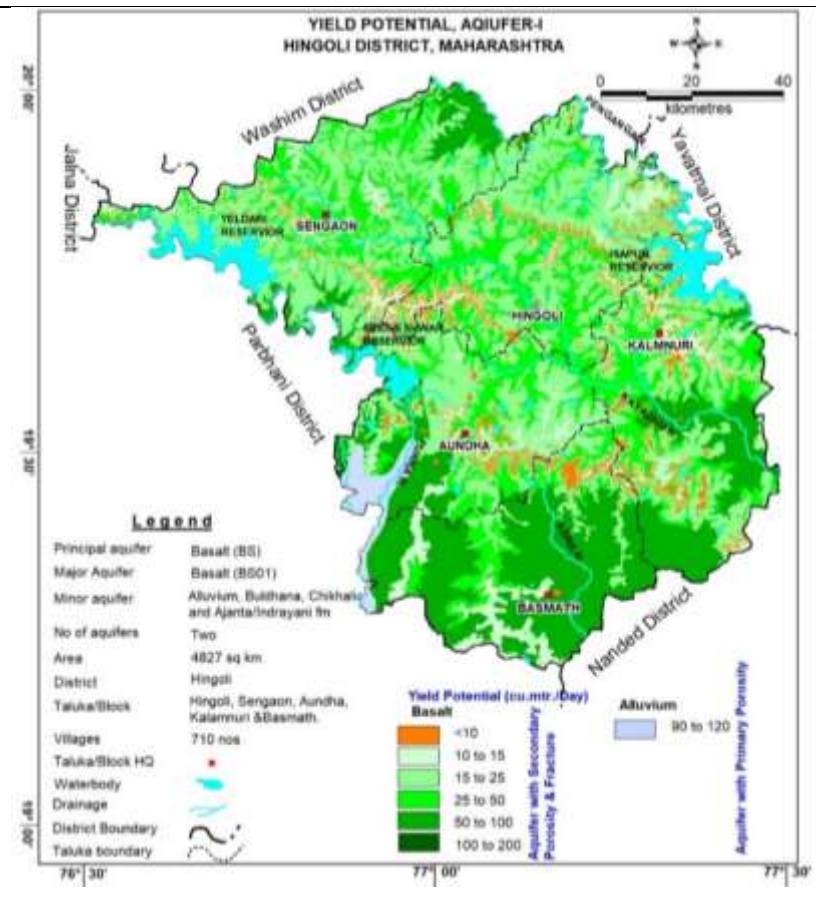 YIELD POTENTIAL, AQIUFER-I
HINGOLI DISTRICT, MAHARASHTRA
N
W E
S
0 20 40
kilometres
20° 00'
19° 30'
19° 00'
Washim District
Jalna District
Yavatmal District
Parbhani District
Nanded District
PENGANGA
YELDARI
RESERVIOR
SENGAON
ISAPUR
RESERVIOR
HINGOLI
RESERVIOR
KALMNURI
AUNDHA
BASMATH
Legend
Principal aquifer Basalt (BS)
Major Aquifer Basalt (BS01)
Minor aquifer Alluvium, Buldhana, Chikhali
and Ajanta/Indrayani fm
No of aquifers Two
Area 4827 sq km
District Hingoli
Taluka/Block Hingoli, Sengaon, Aundha,
Kalamnuri &Basmath.
Villages 710 nos
Taluka/Block HQ
Waterbody
Drainage
District Boundary
Taluka boundary
Yield Potential (cu.mtr./Day)
Basalt
<10
10 to 15
15 to 25
25 to 50
50 to 100
100 to 200
Aquifer with Secondary
Porosity & Fracture
Alluvium
90 to 120
Aquifer with Primary Porosity
76° 30' 77° 00' 77° 30'